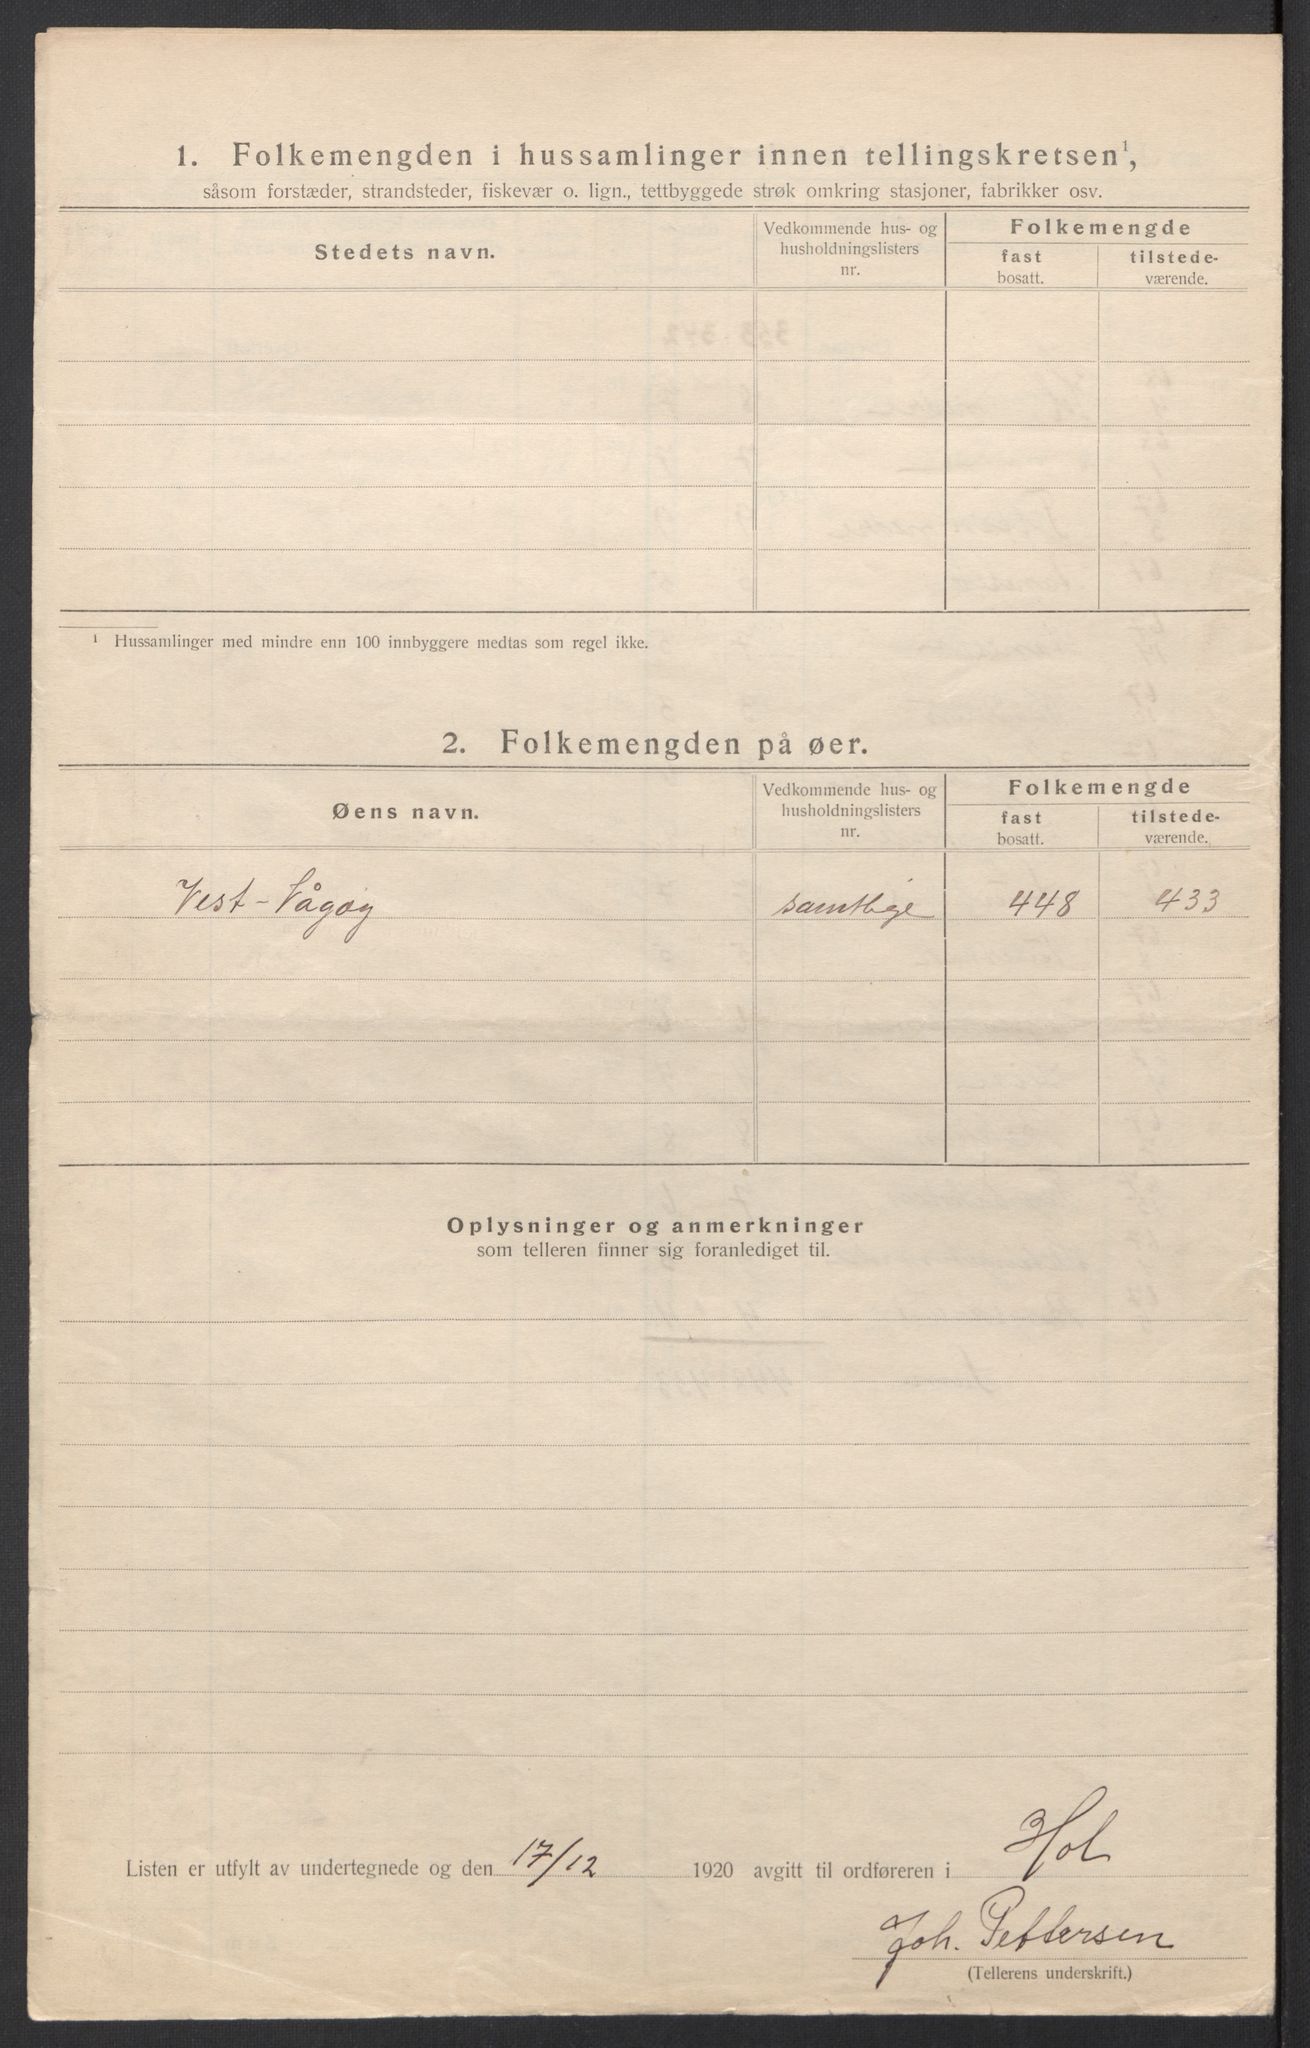 1. Folkemengden i hussamlinger innen tellingskretsen¹,
såsom forstæder, strandsteder, fiskevær o. lign., tettbyggede strøk omkring stasjoner, fabrikker osv.
Stedets navn.
Vedkommende hus- og husholdningslisters nr.
Folkemengde
fast bosatt.
tilstede-værende.
¹ Hussamlinger med mindre enn 100 innbyggere medtas som regel ikke.
2. Folkemengden på øer.
Øens navn.
Vedkommende hus- og husholdningslisters nr.
Folkemengde
fast bosatt.
tilstede-værende.
Vest-Vågøy samtlige 448 433
Oplysninger og anmerkninger
som telleren finner sig foranlediget til.
Listen er utfylt av undertegnede og den 17/12 1920 avgitt til ordføreren i Hol
Joh. Pettersen
(Tellerens underskrift.)